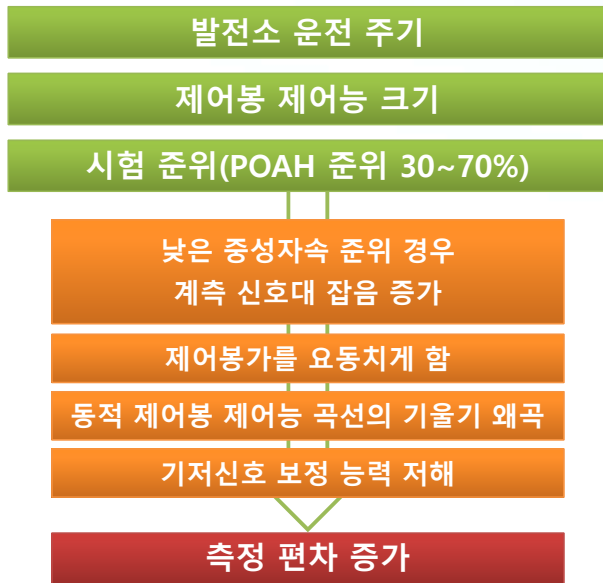 발전소 운전 주기
제어봉 제어능 크기
시험 준위(POAH 준위 30~70%)
낮은 중성자속 준위 경우
계측 신호대 잡음 증가
제어봉가를 요동치게 함
동적 제어봉 제어능 곡선의 기울기 왜곡
기저신호 보정 능력 저해
측정 편차 증가